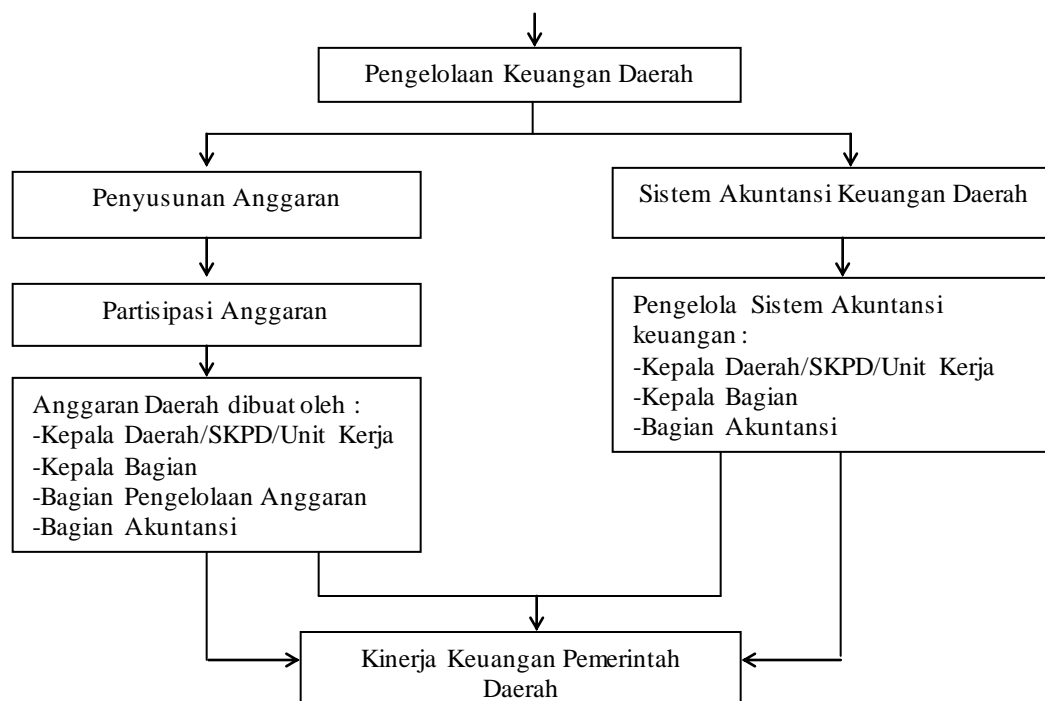 Pengelolaan Keuangan Daerah
Penyusunan Anggaran
Sistem Akuntansi Keuangan Daerah
Partisipasi Anggaran
Pengelola Sistem Akuntansi
keuangan :
-Kepala Daerah/SKPD/Unit Kerja
-Kepala Bagian
-Bagian Akuntansi
Anggaran Daerah dibuat oleh :
-Kepala Daerah/SKPD/Unit Kerja
-Kepala Bagian
-Bagian Pengelolaan Anggaran
-Bagian Akuntansi
Kinerja Keuangan Pemerintah
Daerah